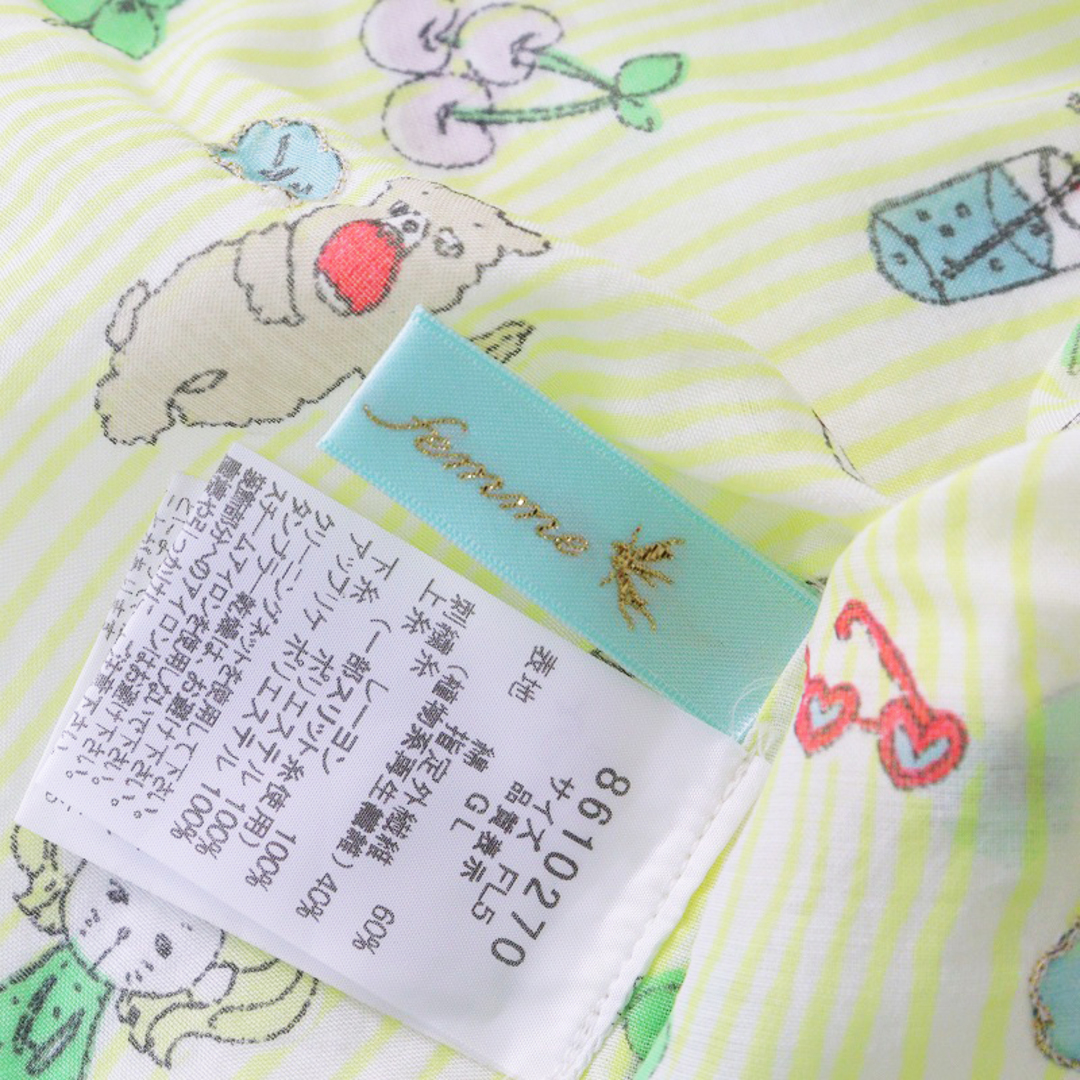 femme
8610270
サイズ FL5
品質表示
GL
表地 綿 60%
指定外繊維
(植物系再生繊維) 40%
刺繍糸
上糸 レーヨン 100%
(一部スリット糸使用)
下糸 ポリエステル 100%
アップリケ ポリエステル 100%
クリーニングネットを使用して下さい。
タンブラー乾燥は、お避け下さい。
スチームアイロンを使用しないで下さい。
装飾部分へのアイロンはお避け下さい。